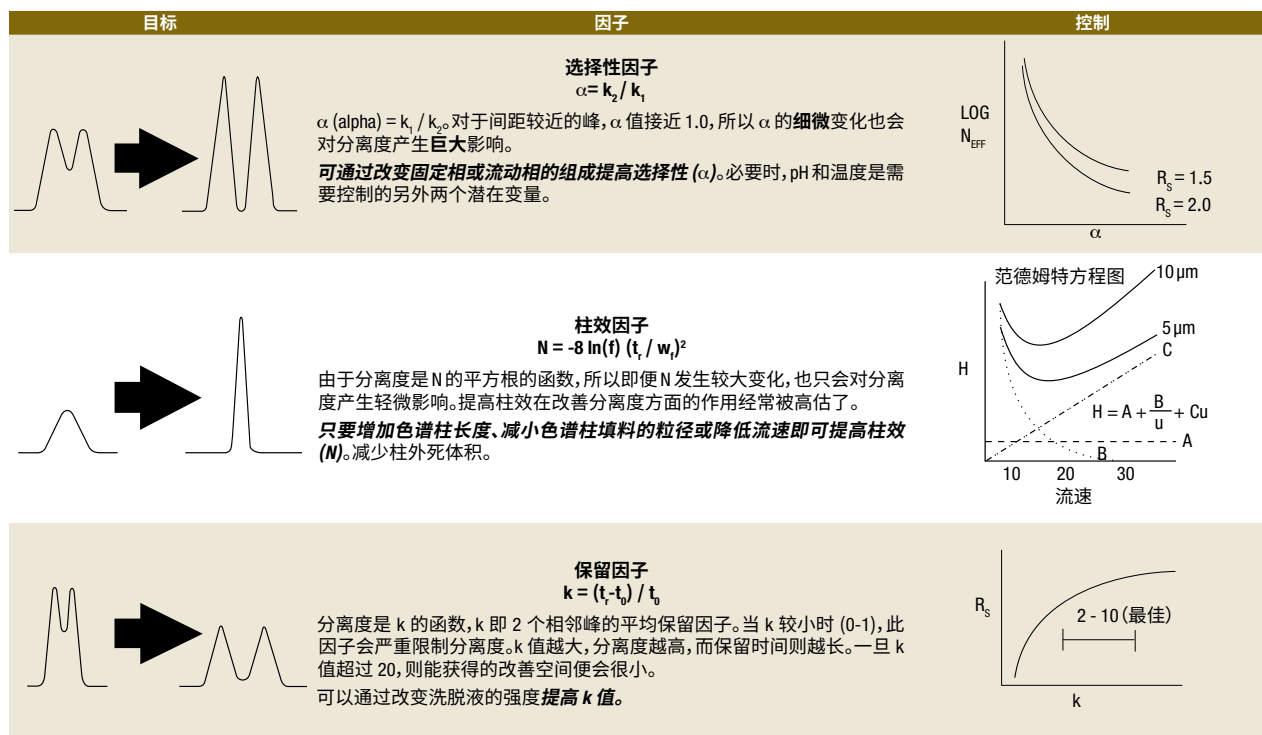 目标
因子
控制
选择性因子
α= k₂ / k₁
α (alpha) = k₁ / k₂。对于间距较近的峰，α 值接近 1.0，所以 α 的细微变化也会
对分离度产生巨大影响。
可通过改变固定相或流动相的组成提高选择性 (α)。必要时，pH 和温度是需
要控制的另外两个潜在变量。
LOG
N_EFF
R_S = 1.5
R_S = 2.0
α
柱效因子
N = -8 ln(f) (t_r / w_f)²
由于分离度是 N 的平方根的函数，所以即便 N 发生较大变化，也只会对分离
度产生轻微影响。提高柱效在改善分离度方面的作用经常被高估了。
只要增加色谱柱长度、减小色谱柱填料的粒径或降低流速即可提高柱效
(N)。减少柱外死体积。
范德姆特方程图
10 μm
5 μm
C
H
H = A + B/u + Cu
A
B
10 20 30
流速
保留因子
k = (t_r-t₀) / t₀
分离度是 k 的函数，k 即 2 个相邻峰的平均保留因子。当 k 较小时 (0-1)，此
因子会严重限制分离度。k 值越大，分离度越高，而保留时间则越长。一旦 k
值超过 20，则能获得的改善空间便会很小。
可以通过改变洗脱液的强度提高 k 值。
R_S
2 - 10（最佳）
k